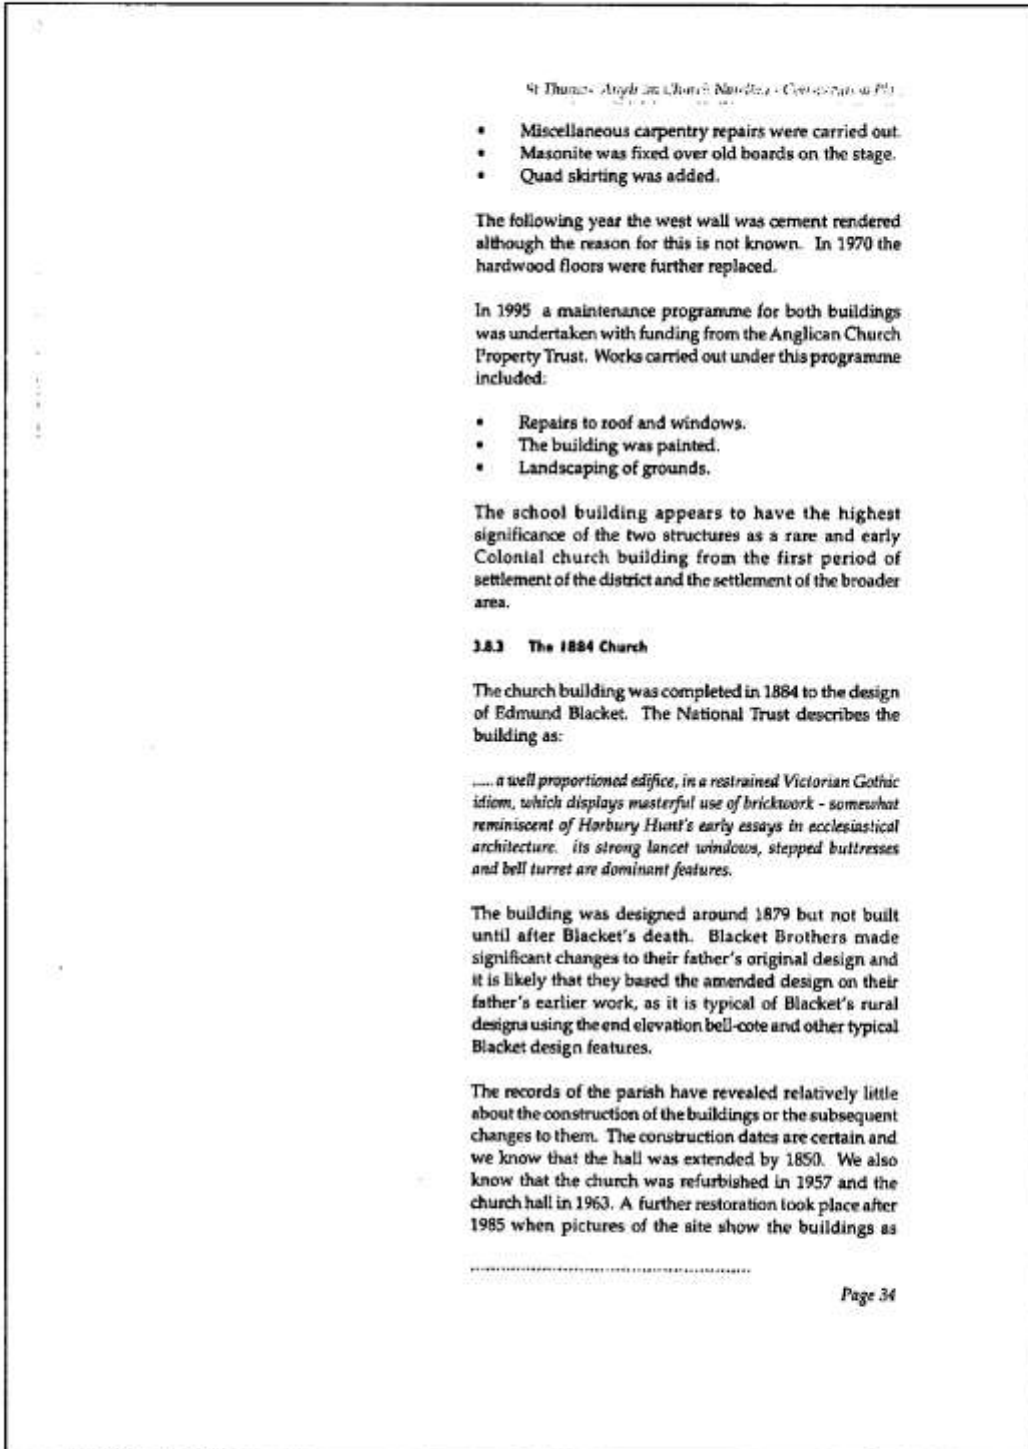 St Thomas Anglican Church - Conservation
• Miscellaneous carpentry repairs were carried out.
• Masonite was fixed over old boards on the stage.
• Quad skirting was added.
The following year the west wall was cement rendered
although the reason for this is not known. In 1970 the
hardwood floors were further replaced.
In 1995 a maintenance programme for both buildings
was undertaken with funding from the Anglican Church
Property Trust. Works carried out under this programme
included:
• Repairs to roof and windows.
• The building was painted.
• Landscaping of grounds.
The school building appears to have the highest
significance of the two structures as a rare and early
Colonial church building from the first period of
settlement of the district and the settlement of the broader
area.
3.8.3 The 1884 Church
The church building was completed in 1884 to the design
of Edmund Blacket. The National Trust describes the
building as:
..... a well proportioned edifice, in a restrained Victorian Gothic
idiom, which displays masterful use of brickwork - somewhat
reminiscent of Horbury Hunt's early essays in ecclesiastical
architecture. its strong lancet windows, stepped buttresses
and bell turret are dominant features.
The building was designed around 1879 but not built
until after Blacket's death. Blacket Brothers made
significant changes to their father's original design and
it is likely that they based the amended design on their
father's earlier work, as it is typical of Blacket's rural
designs using the end elevation bell-cote and other typical
Blacket design features.
The records of the parish have revealed relatively little
about the construction of the buildings or the subsequent
changes to them. The construction dates are certain and
we know that the hall was extended by 1850. We also
know that the church was refurbished in 1957 and the
church hall in 1963. A further restoration took place after
1985 when pictures of the site show the buildings as
Page 34